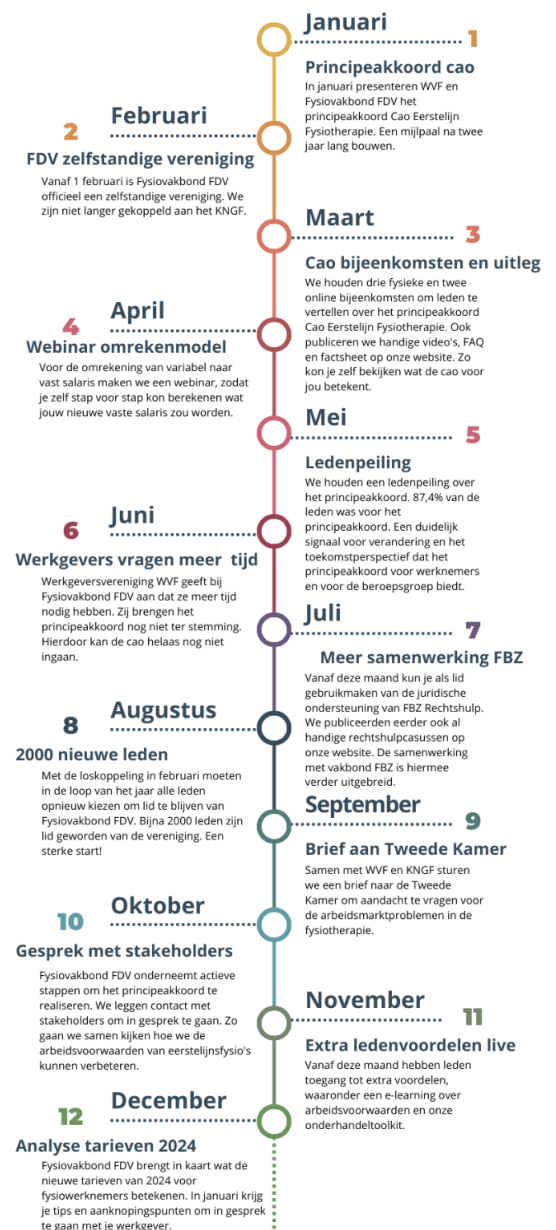 Januari
1
Principeakkoord cao
In januari presenteren WVF en
Fysiovakbond FDV het
principeakkoord Cao Eerstelijn
Fysiotherapie. Een mijlpaal na twee
jaar lang bouwen.
Februari
2
FDV zelfstandige vereniging
Vanaf 1 februari is Fysiovakbond FDV
officieel een zelfstandige vereniging. We
zijn niet langer gekoppeld aan het KNGF.
Maart
3
Cao bijeenkomsten en uitleg
We houden drie fysieke en twee
online bijeenkomsten om leden te
vertellen over het principeakkoord
Cao Eerstelijn Fysiotherapie. Ook
publiceren we handige video's, FAQ
en factsheet op onze website. Zo
kon je zelf bekijken wat de cao voor
jou betekent.
April
4
Webinar omrekenmodel
Voor de omrekening van variabel naar
vast salaris maken we een webinar, zodat
je zelf stap voor stap kon berekenen wat
jouw nieuwe vaste salaris zou worden.
Mei
5
Ledenpeiling
We houden een ledenpeiling over
het principeakkoord. 87,4% van de
leden was voor het
principeakkoord. Een duidelijk
signaal voor verandering en het
toekomstperspectief dat het
principeakkoord voor werknemers
en voor de beroepsgroep biedt.
Juni
6
Werkgevers vragen meer tijd
Werkgeversvereniging WVF geeft bij
Fysiovakbond FDV aan dat ze meer tijd
nodig hebben. Zij brengen het
principeakkoord nog niet ter stemming.
Hierdoor kan de cao helaas nog niet
ingaan.
Juli
7
Meer samenwerking FBZ
Vanaf deze maand kun je als lid
gebruikmaken van de juridische
ondersteuning van FBZ Rechtshulp.
We publiceerden eerder ook al
handige rechtshulpcasussen op
onze website. De samenwerking
met vakbond FBZ is hiermee
verder uitgebreid.
Augustus
8
2000 nieuwe leden
Met de loskoppeling in februari moeten
in de loop van het jaar alle leden
opnieuw kiezen om lid te blijven van
Fysiovakbond FDV. Bijna 2000 leden zijn
lid geworden van de vereniging. Een
sterke start!
September
9
Brief aan Tweede Kamer
Samen met WVF en KNGF sturen
we een brief naar de Tweede
Kamer om aandacht te vragen voor
de arbeidsmarktproblemen in de
fysiotherapie.
Oktober
10
Gesprek met stakeholders
Fysiovakbond FDV onderneemt actieve
stappen om het principeakkoord te
realiseren. We leggen contact met
stakeholders om in gesprek te gaan. Zo
gaan we samen kijken hoe we de
arbeidsvoorwaarden van eerstelijnsfysio's
kunnen verbeteren.
November
11
Extra ledenvoordelen live
Vanaf deze maand hebben leden
toegang tot extra voordelen,
waaronder een e-learning over
arbeidsvoorwaarden en onze
onderhandeltoolkit.
December
12
Analyse tarieven 2024
Fysiovakbond FDV brengt in kaart wat de
nieuwe tarieven van 2024 voor
fysiowerknemers betekenen. In januari krijg
je tips en aanknopingspunten om in gesprek
te gaan met je werkgever.